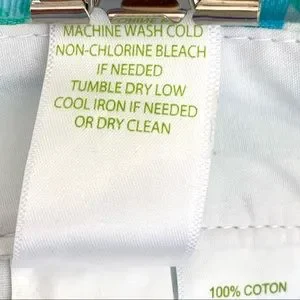 MACHINE WASH COLD
NON-CHLORINE BLEACH
IF NEEDED
TUMBLE DRY LOW
COOL IRON IF NEEDED
OR DRY CLEAN
100% COTON